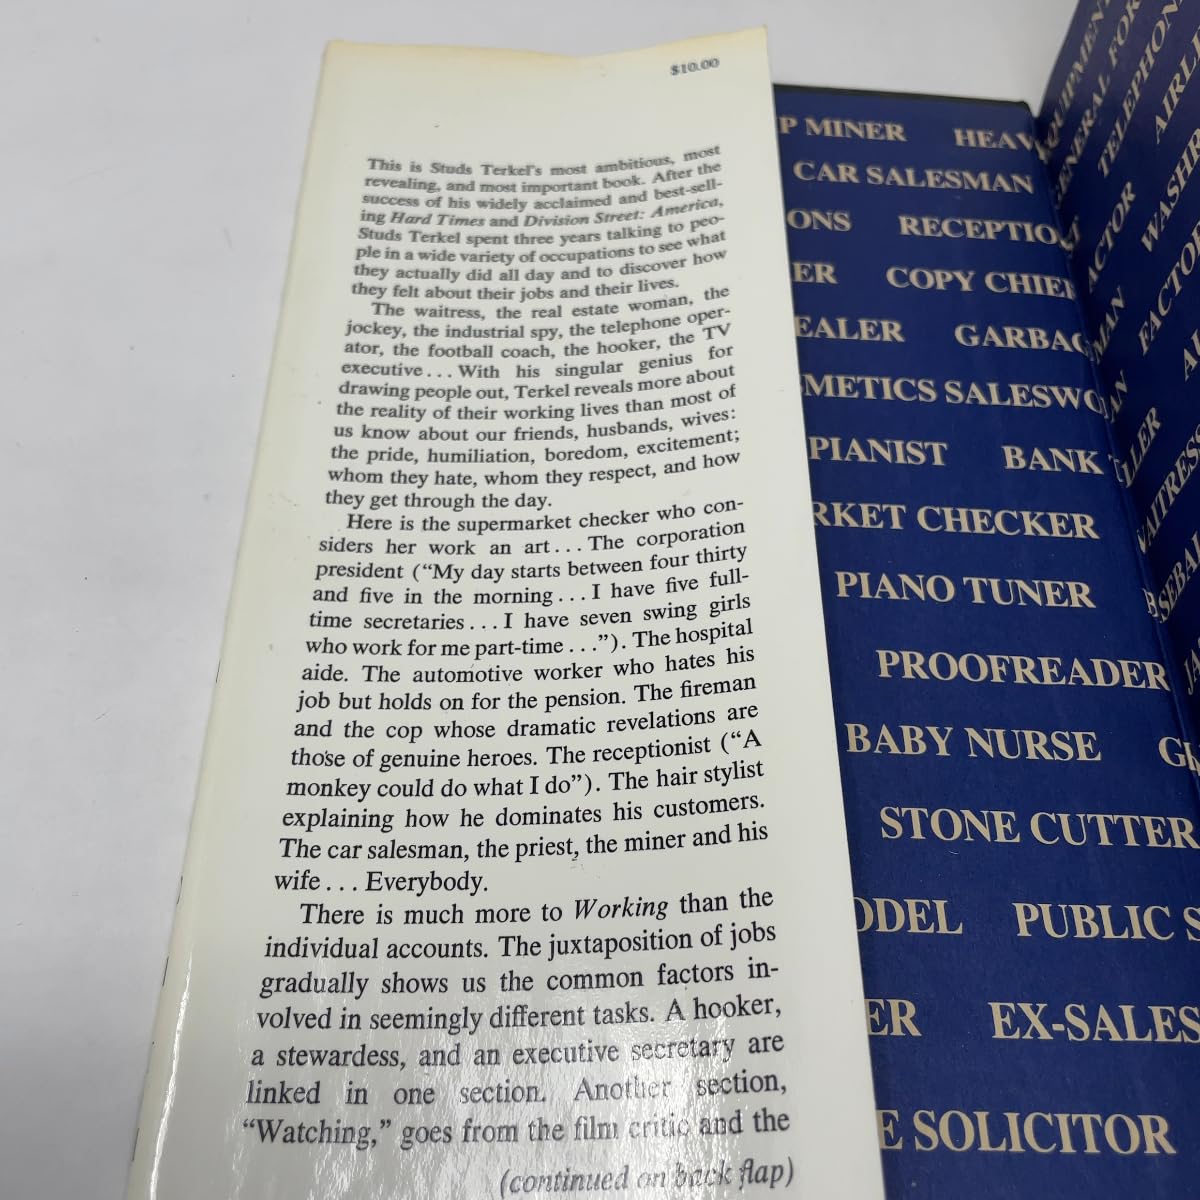 $10.00
This is Studs Terkel's most ambitious, most
revealing, and most important book. After the
success of his widely acclaimed and best-sell-
ing Hard Times and Division Street: America,
Studs Terkel spent three years talking to peo-
ple in a wide variety of occupations to see what
they actually did all day and to discover how
they felt about their jobs and their lives.
The waitress, the real estate woman, the
jockey, the industrial spy, the telephone oper-
ator, the football coach, the hooker, the TV
executive... With his singular genius for
drawing people out, Terkel reveals more about
the reality of their working lives than most of
us know about our friends, husbands, wives:
the pride, humiliation, boredom, excitement;
whom they hate, whom they respect, and how
they get through the day.
Here is the supermarket checker who con-
siders her work an art... The corporation
president (“My day starts between four thirty
and five in the morning... I have five full-
time secretaries... I have seven swing girls
who work for me part-time...”). The hospital
aide. The automotive worker who hates his
job but holds on for the pension. The fireman
and the cop whose dramatic revelations are
those of genuine heroes. The receptionist (“A
monkey could do what I do”). The hair stylist
explaining how he dominates his customers.
The car salesman, the priest, the miner and his
wife... Everybody.
There is much more to Working than the
individual accounts. The juxtaposition of jobs
gradually shows us the common factors in-
volved in seemingly different tasks. A hooker,
a stewardess, and an executive secretary are
linked in one section. Another section,
“Watching,” goes from the film critic and the
(continued on back flap)
P MINER HEAV
CAR SALESMAN
ONS RECEPTIO
ER COPY CHIEF
EALER GARBAG
METICS SALESWO
PIANIST BANK T
RKET CHECKER
PIANO TUNER
PROOFREADER
BABY NURSE
STONE CUTTER
ODEL PUBLIC S
ER EX-SALES
E SOLICITOR
QUIPMENT
ENERAL FOR
TELEPHON
AIRLI
ACTOR WASHR
MAN FACTOR
LLER WAITRESS
SEBAL
JA